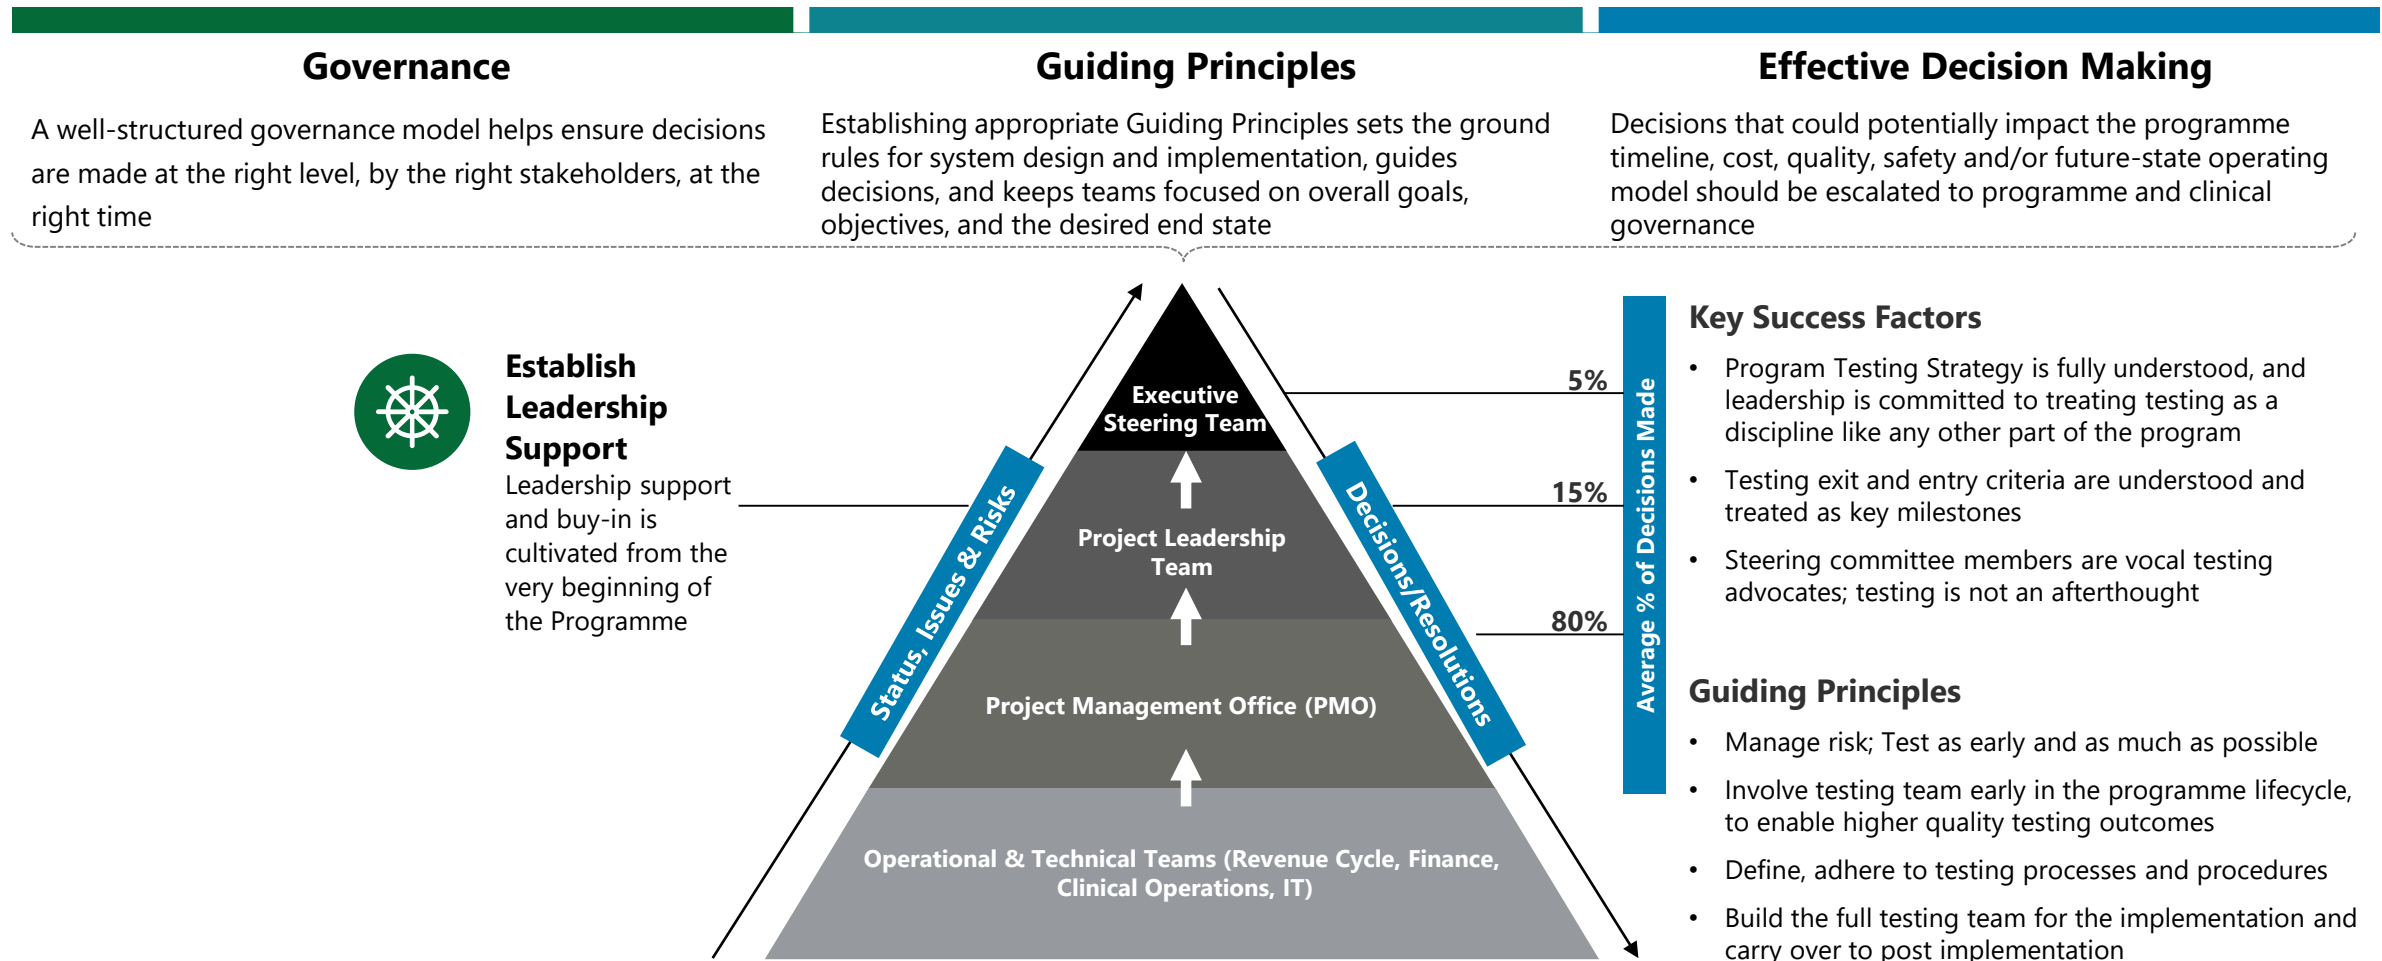 Governance
A well-structured governance model helps ensure decisions
are made at the right level, by the right stakeholders, at the
right time
Guiding Principles
Establishing appropriate Guiding Principles sets the ground
rules for system design and implementation, guides
decisions, and keeps teams focused on overall goals,
objectives, and the desired end state
Effective Decision Making
Decisions that could potentially impact the programme
timeline, cost, quality, safety and/or future-state operating
model should be escalated to programme and clinical
governance
Establish
Leadership
Support
Leadership support
and buy-in is
cultivated from the
very beginning of
the Programme
Status, Issues & Risks
Executive
Steering Team
Project Leadership
Team
Project Management Office (PMO)
Operational & Technical Teams (Revenue Cycle, Finance,
Clinical Operations, IT)
Decisions/Resolutions
5%
15%
80%
Average % of Decisions Made
Key Success Factors
• Program Testing Strategy is fully understood, and
leadership is committed to treating testing as a
discipline like any other part of the program
• Testing exit and entry criteria are understood and
treated as key milestones
• Steering committee members are vocal testing
advocates; testing is not an afterthought
Guiding Principles
• Manage risk; Test as early and as much as possible
• Involve testing team early in the programme lifecycle,
to enable higher quality testing outcomes
• Define, adhere to testing processes and procedures
• Build the full testing team for the implementation and
carry over to post implementation